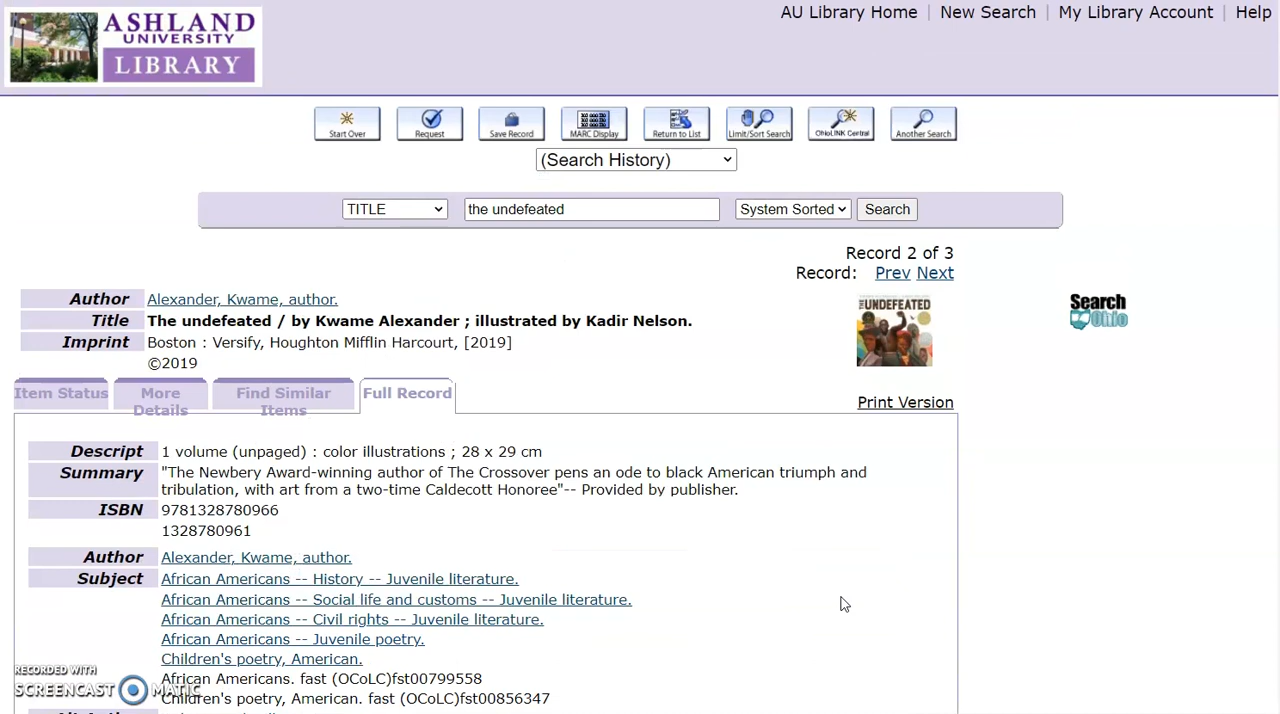 AU Library Home | New Search | My Library Account | Help
ASHLAND
UNIVERSITY
LIBRARY
Start Over Request Save Record MARC Display Return to List Limit/Sort Search OhioLINK Central Another Search
(Search History)
TITLE the undefeated System Sorted Search
Record 2 of 3
Record: Prev Next
Author Alexander, Kwame, author.
Title The undefeated / by Kwame Alexander ; illustrated by Kadir Nelson.
Imprint Boston : Versify, Houghton Mifflin Harcourt, [2019]
©2019
THE UNDEFEATED
Search
Ohio
Item Status More Details Find Similar Items Full Record
Print Version
Descript 1 volume (unpaged) : color illustrations ; 28 x 29 cm
Summary "The Newbery Award-winning author of The Crossover pens an ode to black American triumph and
tribulation, with art from a two-time Caldecott Honoree"-- Provided by publisher.
ISBN 9781328780966
1328780961
Author Alexander, Kwame, author.
Subject African Americans -- History -- Juvenile literature.
African Americans -- Social life and customs -- Juvenile literature.
African Americans -- Civil rights -- Juvenile literature.
African Americans -- Juvenile poetry.
Children's poetry, American.
African Americans. fast (OCoLC)fst00799558
Children's poetry, American. fast (OCoLC)fst00856347
RECORDED WITH
SCREENCAST MATIC